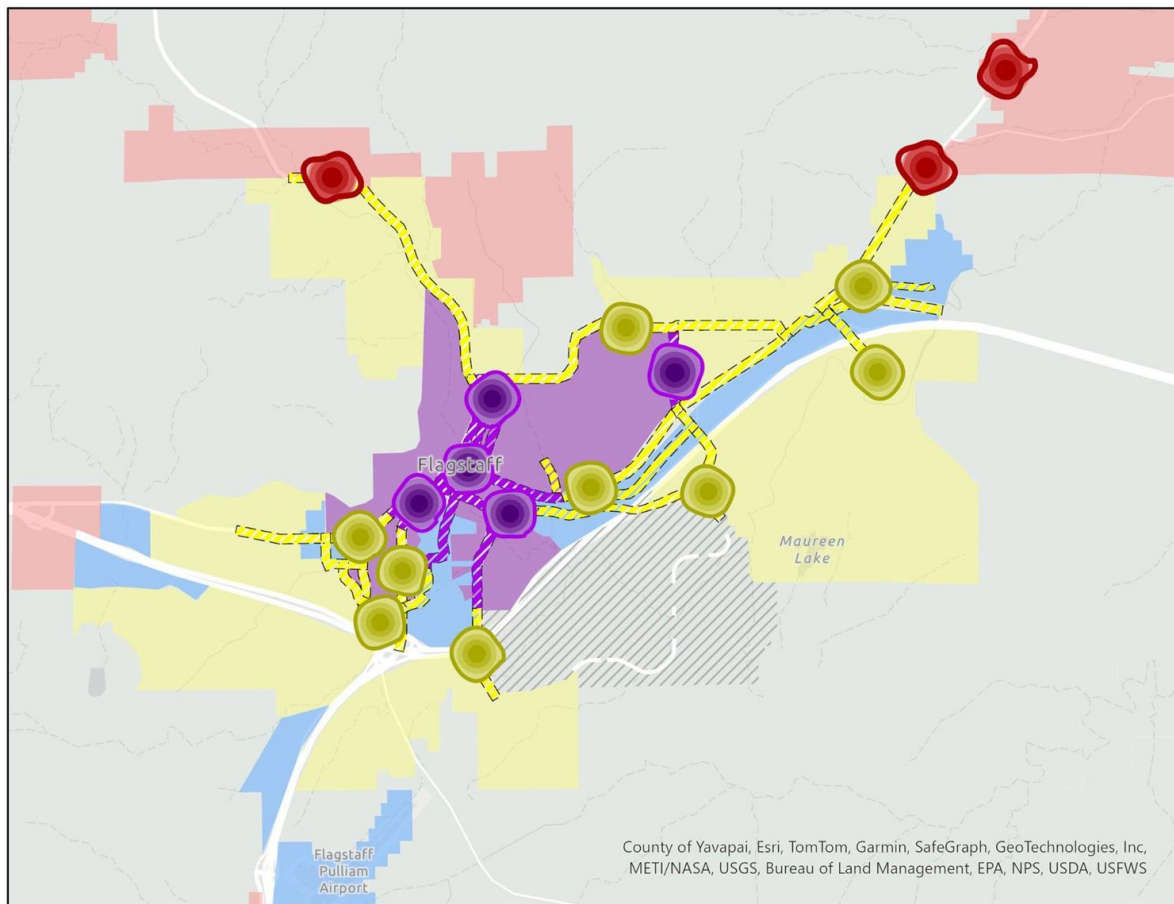 Flagstaff
Maureen
Lake
Flagstaff
Pulliam
Airport
County of Yavapai, Esri, TomTom, Garmin, SafeGraph, GeoTechnologies, Inc,
METI/NASA, USGS, Bureau of Land Management, EPA, NPS, USDA, USFWS